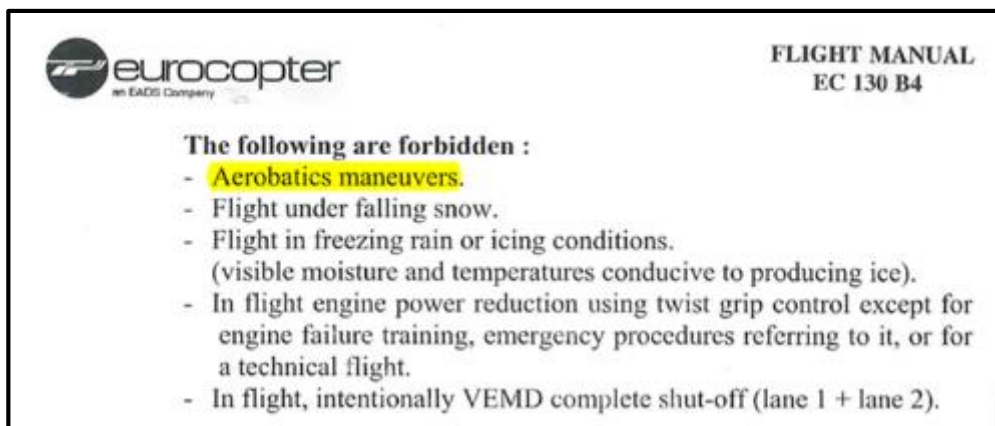 eurocopter
an EADS Company
FLIGHT MANUAL
EC 130 B4
The following are forbidden :
- Aerobatics maneuvers.
- Flight under falling snow.
- Flight in freezing rain or icing conditions.
(visible moisture and temperatures conducive to producing ice).
- In flight engine power reduction using twist grip control except for
engine failure training, emergency procedures referring to it, or for
a technical flight.
- In flight, intentionally VEMD complete shut-off (lane 1 + lane 2).